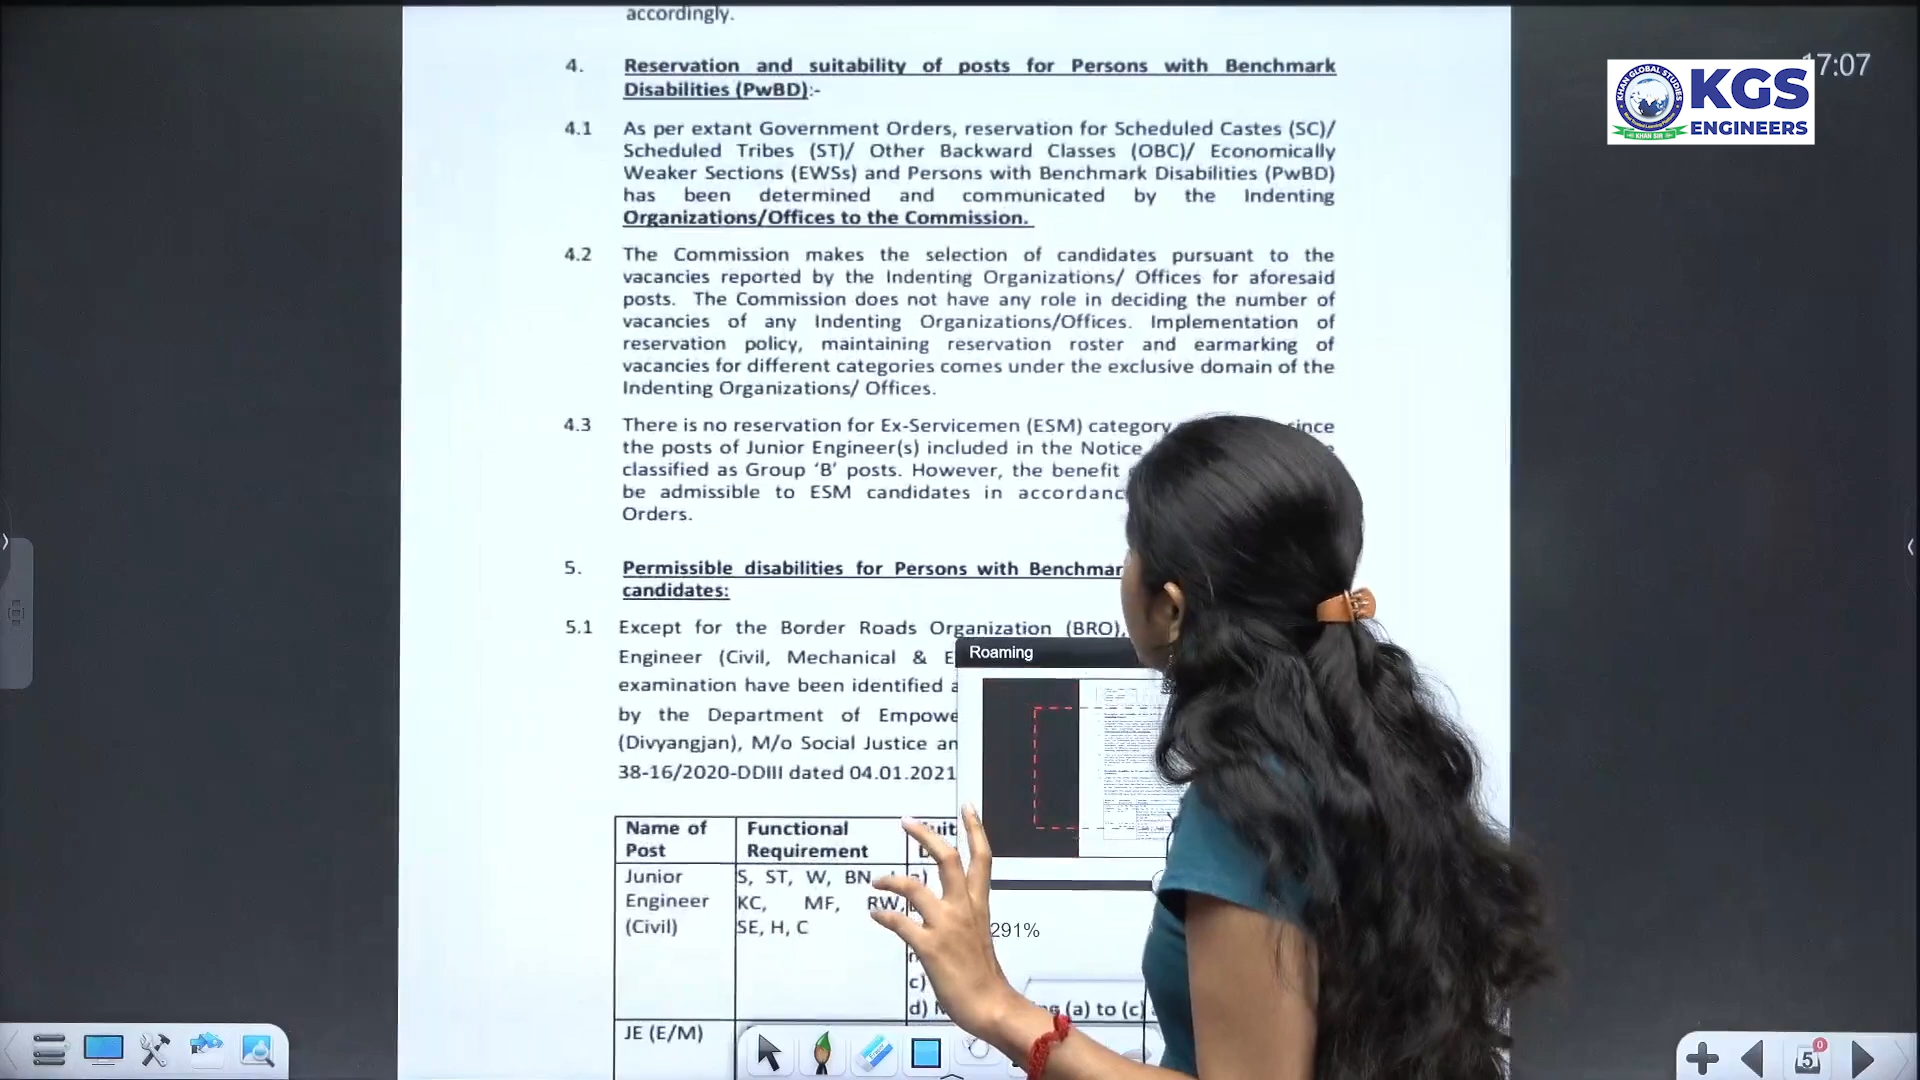 accordingly.
17:07
KHAN GLOBAL STUDIES
KHAN SIR
KGS
ENGINEERS
4. Reservation and suitability of posts for Persons with Benchmark
Disabilities (PwBD):-
4.1 As per extant Government Orders, reservation for Scheduled Castes (SC)/
Scheduled Tribes (ST)/ Other Backward Classes (OBC)/ Economically
Weaker Sections (EWSs) and Persons with Benchmark Disabilities (PwBD)
has been determined and communicated by the Indenting
Organizations/Offices to the Commission.
4.2 The Commission makes the selection of candidates pursuant to the
vacancies reported by the Indenting Organizations/ Offices for aforesaid
posts. The Commission does not have any role in deciding the number of
vacancies of any Indenting Organizations/Offices. Implementation of
reservation policy, maintaining reservation roster and earmarking of
vacancies for different categories comes under the exclusive domain of the
Indenting Organizations/ Offices.
4.3 There is no reservation for Ex-Servicemen (ESM) category
the posts of Junior Engineer(s) included in the Notice
classified as Group ‘B’ posts. However, the benefit
be admissible to ESM candidates in
Orders.
5. Permissible disabilities for Persons with
candidates:
5.1 Except for the Border Roads Organization (BRO),
Engineer (Civil, Mechanical &
examination have been identified
by the Department of
(Divyangjan), M/o Social Justice
38-16/2020-DDIII dated 04.01.2021
Roaming
291%
Name of Post
Functional Requirement
Junior Engineer (Civil)
S, ST, W, BN,
KC, MF, RW,
SE, H, C
a)
c)
d) (a) to (c)
JE (E/M)
5
0